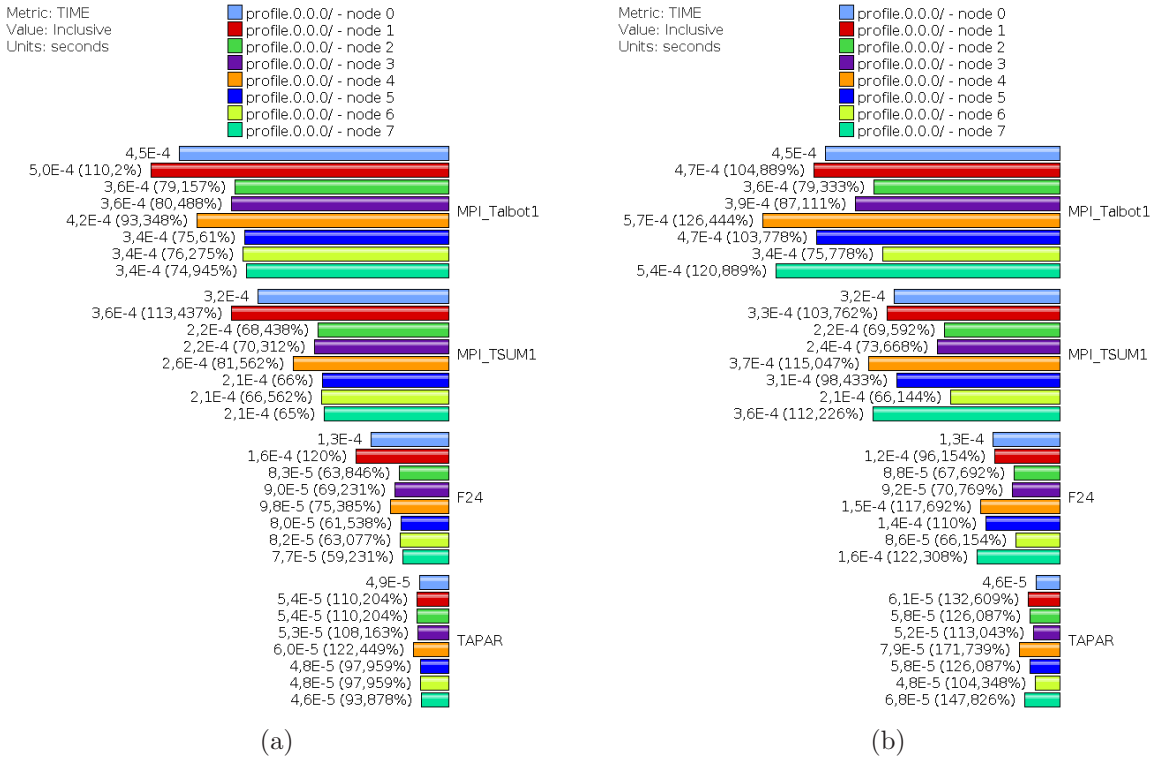 Metric: TIME
Value: Inclusive
Units: seconds
profile.0.0.0/ - node 0
profile.0.0.0/ - node 1
profile.0.0.0/ - node 2
profile.0.0.0/ - node 3
profile.0.0.0/ - node 4
profile.0.0.0/ - node 5
profile.0.0.0/ - node 6
profile.0.0.0/ - node 7
4,5E-4
5,0E-4 (110,2%)
3,6E-4 (79,157%)
3,6E-4 (80,488%)
MPI_Talbot1
4,2E-4 (93,348%)
3,4E-4 (75,61%)
3,4E-4 (76,275%)
3,4E-4 (74,945%)
3,2E-4
3,6E-4 (113,437%)
2,2E-4 (68,438%)
2,2E-4 (70,312%)
MPI_TSUM1
2,6E-4 (81,562%)
2,1E-4 (66%)
2,1E-4 (66,562%)
2,1E-4 (65%)
1,3E-4
1,6E-4 (120%)
8,3E-5 (63,846%)
9,0E-5 (69,231%)
F24
9,8E-5 (75,385%)
8,0E-5 (61,538%)
8,2E-5 (63,077%)
7,7E-5 (59,231%)
4,9E-5
5,4E-5 (110,204%)
5,4E-5 (110,204%)
5,3E-5 (108,163%)
TAPAR
6,0E-5 (122,449%)
4,8E-5 (97,959%)
4,8E-5 (97,959%)
4,6E-5 (93,878%)
(a)
Metric: TIME
Value: Inclusive
Units: seconds
profile.0.0.0/ - node 0
profile.0.0.0/ - node 1
profile.0.0.0/ - node 2
profile.0.0.0/ - node 3
profile.0.0.0/ - node 4
profile.0.0.0/ - node 5
profile.0.0.0/ - node 6
profile.0.0.0/ - node 7
4,5E-4
4,7E-4 (104,889%)
3,6E-4 (79,333%)
3,9E-4 (87,111%)
MPI_Talbot1
5,7E-4 (126,444%)
4,7E-4 (103,778%)
3,4E-4 (75,778%)
5,4E-4 (120,889%)
3,2E-4
3,3E-4 (103,762%)
2,2E-4 (69,592%)
2,4E-4 (73,668%)
MPI_TSUM1
3,7E-4 (115,047%)
3,1E-4 (98,433%)
2,1E-4 (66,144%)
3,6E-4 (112,226%)
1,3E-4
1,2E-4 (96,154%)
8,8E-5 (67,692%)
9,2E-5 (70,769%)
F24
1,5E-4 (117,692%)
1,4E-4 (110%)
8,6E-5 (66,154%)
1,6E-4 (122,308%)
4,6E-5
6,1E-5 (132,609%)
5,8E-5 (126,087%)
5,2E-5 (113,043%)
TAPAR
7,9E-5 (171,739%)
5,8E-5 (126,087%)
4,8E-5 (104,348%)
6,8E-5 (147,826%)
(b)